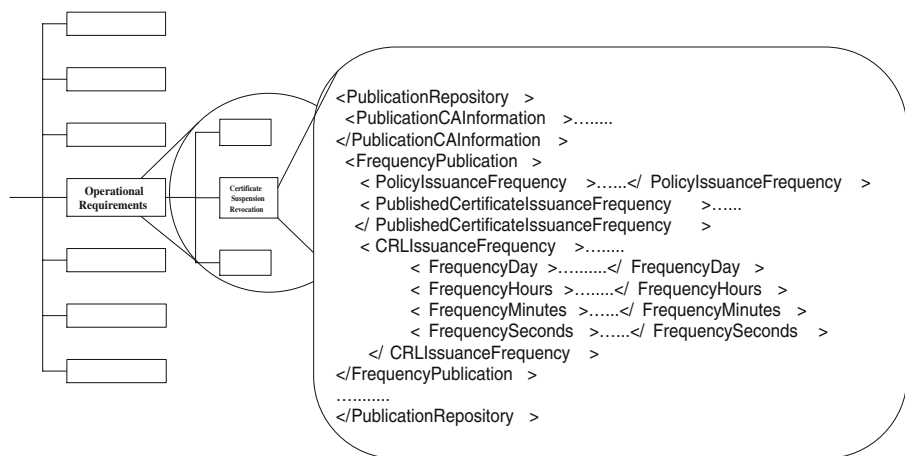 Operational
Requirements
Certificate
Suspension
Revocation
<PublicationRepository >
<PublicationCAInformation >….....
</PublicationCAInformation >
<FrequencyPublication >
< PolicyIssuanceFrequency >…...</ PolicyIssuanceFrequency >
< PublishedCertificateIssuanceFrequency >…...
</ PublishedCertificateIssuanceFrequency >
< CRLIssuanceFrequency >….....
< FrequencyDay >….......</ FrequencyDay >
< FrequencyHours >….....</ FrequencyHours >
< FrequencyMinutes >…...</ FrequencyMinutes >
< FrequencySeconds >…...</ FrequencySeconds >
</ CRLIssuanceFrequency >
</FrequencyPublication >
…........
</PublicationRepository >